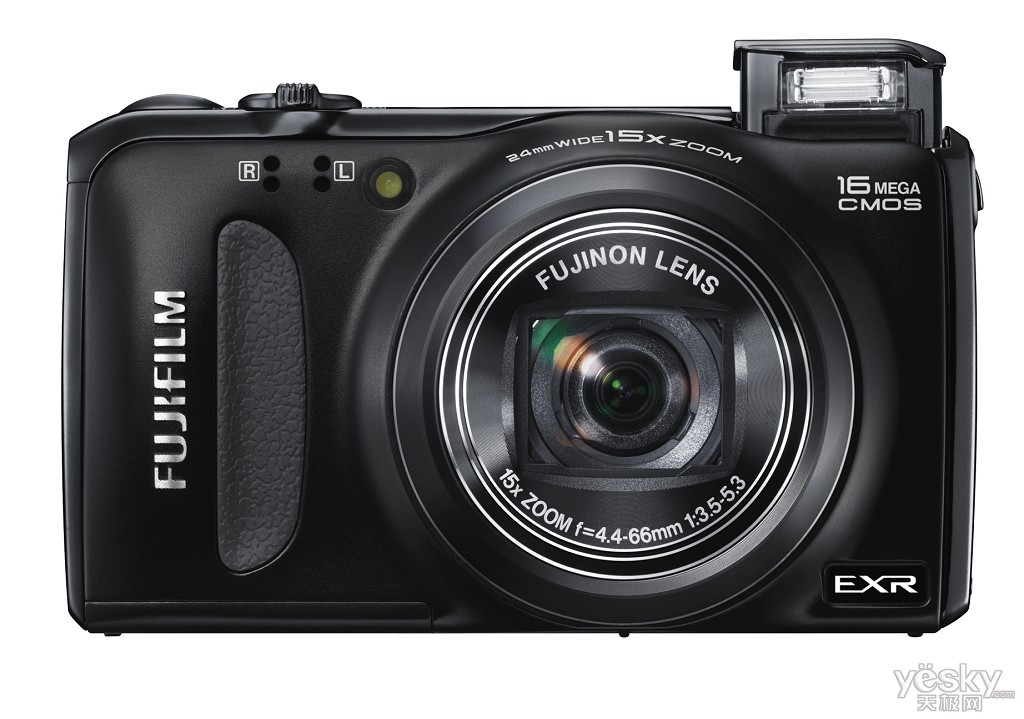 24mm WIDE 15x ZOOM
R L
16 MEGA
CMOS
FUJINON LENS
FUJIFILM
15x ZOOM f=4.4-66mm 1:3.5-5.3
EXR
yesky.com
天极网